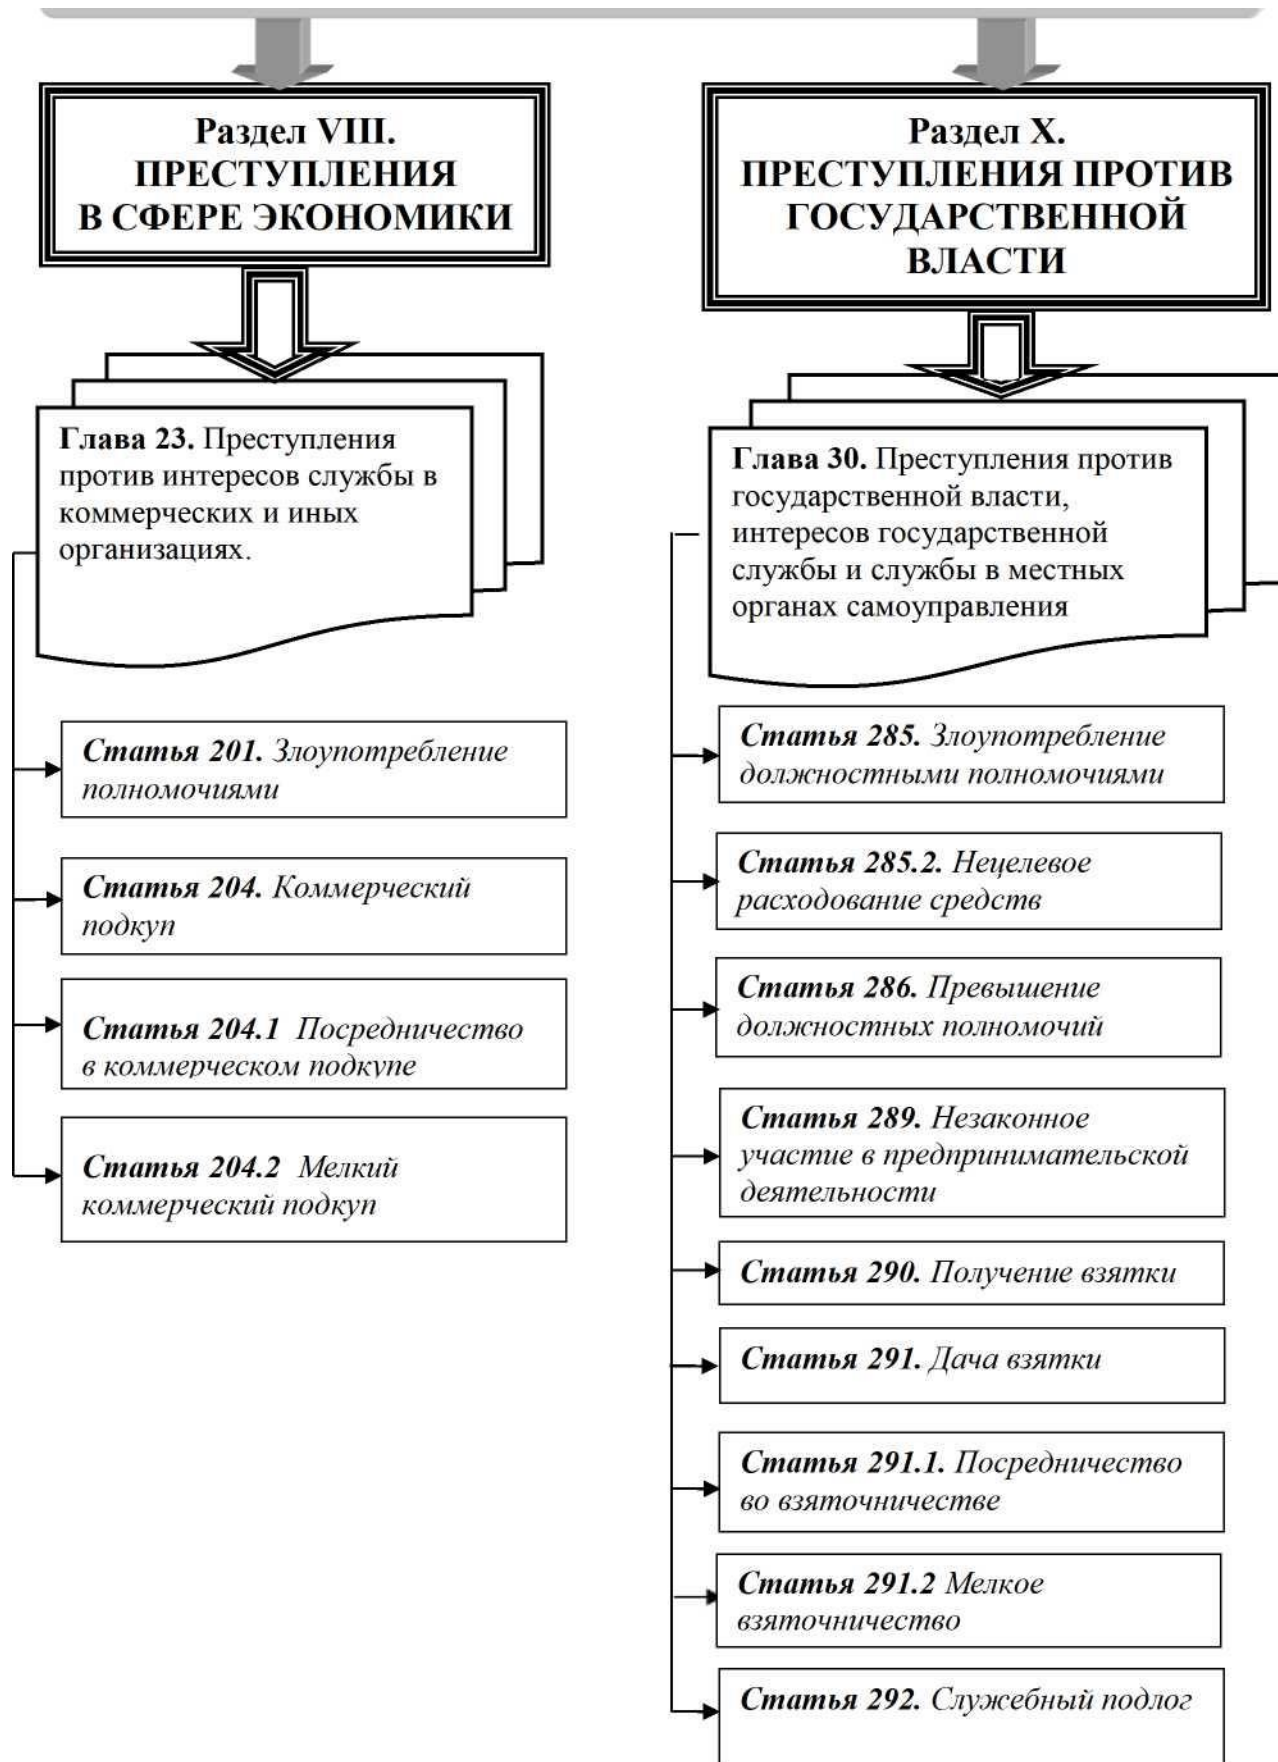 Раздел VIII.
ПРЕСТУПЛЕНИЯ
В СФЕРЕ ЭКОНОМИКИ
Глава 23. Преступления
против интересов службы в
коммерческих и иных
организациях.
Статья 201. Злоупотребление
полномочиями
Статья 204. Коммерческий
подкуп
Статья 204.1 Посредничество
в коммерческом подкупе
Статья 204.2 Мелкий
коммерческий подкуп
Раздел X.
ПРЕСТУПЛЕНИЯ ПРОТИВ
ГОСУДАРСТВЕННОЙ
ВЛАСТИ
Глава 30. Преступления против
государственной власти,
интересов государственной
службы и службы в местных
органах самоуправления
Статья 285. Злоупотребление
должностными полномочиями
Статья 285.2. Нецелевое
расходование средств
Статья 286. Превышение
должностных полномочий
Статья 289. Незаконное
участие в предпринимательской
деятельности
Статья 290. Получение взятки
Статья 291. Дача взятки
Статья 291.1. Посредничество
во взяточничестве
Статья 291.2 Мелкое
взяточничество
Статья 292. Служебный подлог